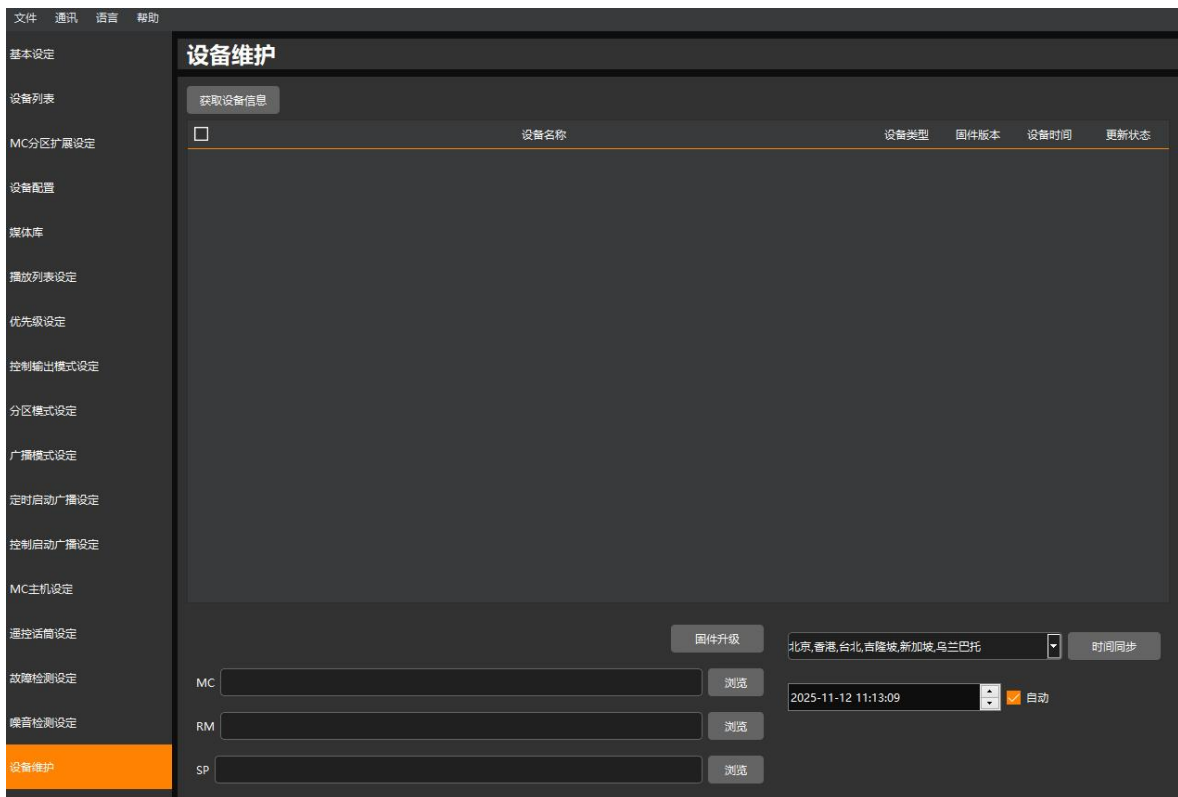 文件 通讯 语言 帮助
基本设定
设备列表
MC分区扩展设定
设备配置
媒体库
播放列表设定
优先级设定
控制输出模式设定
分区模式设定
广播模式设定
定时启动广播设定
控制启动广播设定
MC主机设定
遥控话筒设定
故障检测设定
噪音检测设定
设备维护
设备维护
获取设备信息
设备名称 设备类型 固件版本 设备时间 更新状态
固件升级
MC 浏览
RM 浏览
SP 浏览
北京,香港,台北,吉隆坡,新加坡,乌兰巴托 时间同步
2025-11-12 11:13:09 自动